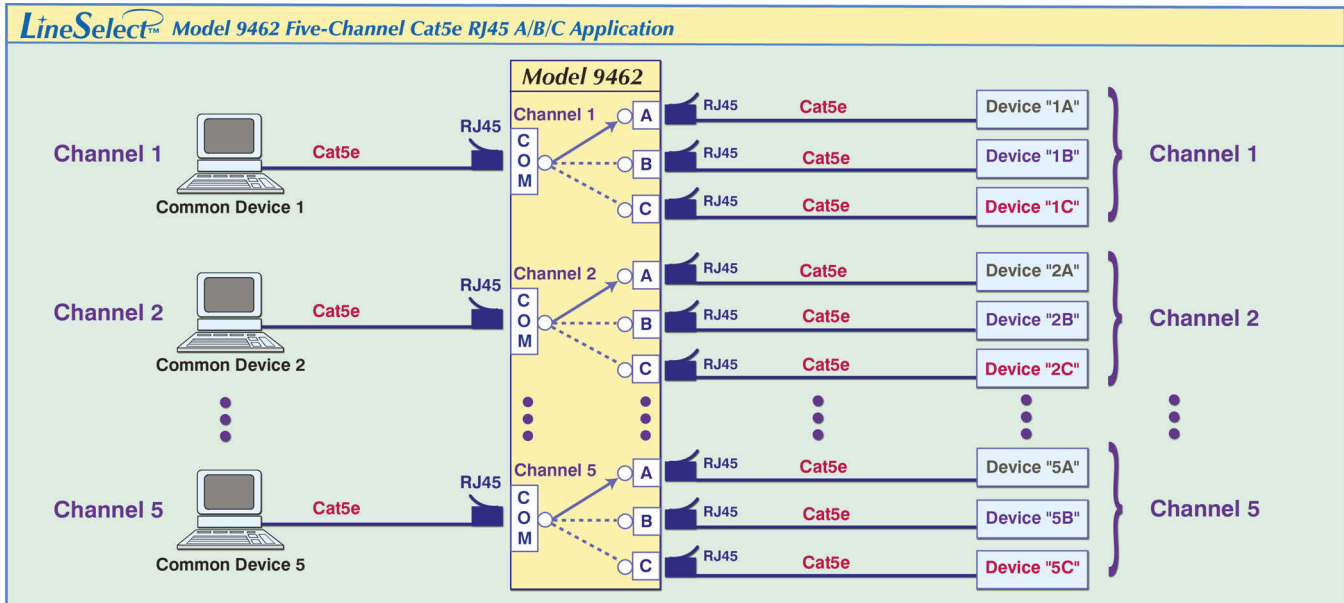 LineSelect™ Model 9462 Five-Channel Cat5e RJ45 A/B/C Application
Model 9462
Channel 1
Common Device 1
Cat5e
RJ45
Channel 1
COM
A
B
C
RJ45
Cat5e
Device "1A"
RJ45
Cat5e
Device "1B"
RJ45
Cat5e
Device "1C"
Channel 1
Channel 2
Common Device 2
Cat5e
RJ45
Channel 2
COM
A
B
C
RJ45
Cat5e
Device "2A"
RJ45
Cat5e
Device "2B"
RJ45
Cat5e
Device "2C"
Channel 2
Channel 5
Common Device 5
Cat5e
RJ45
Channel 5
COM
A
B
C
RJ45
Cat5e
Device "5A"
RJ45
Cat5e
Device "5B"
RJ45
Cat5e
Device "5C"
Channel 5